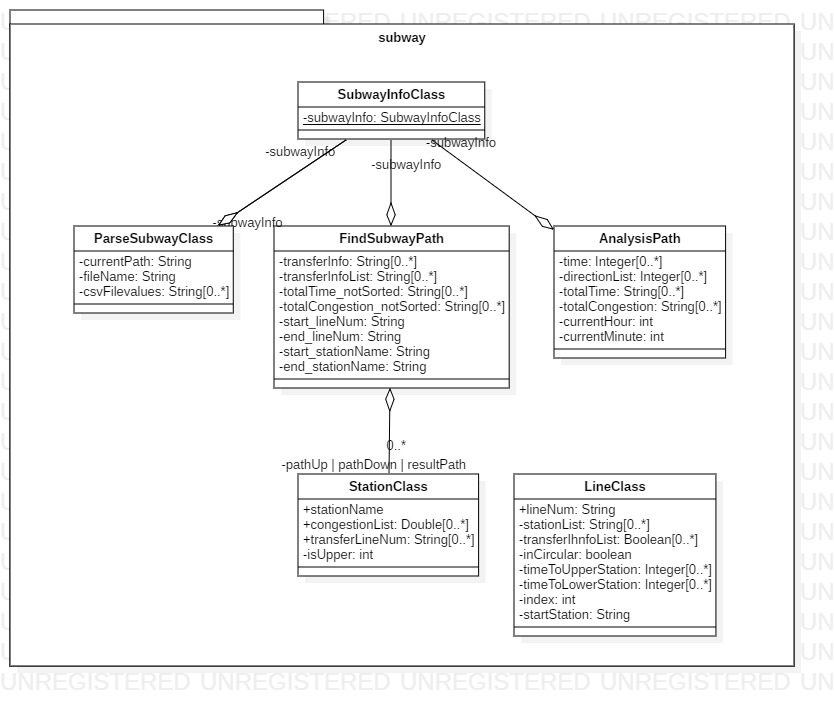 subway
SubwayInfoClass
-subwayInfo: SubwayInfoClass
-subwayInfo
-subwayInfo
-subwayInfo
-subwayInfo
ParseSubwayClass
-currentPath: String
-fileName: String
-csvFilevalues: String[0..*]
FindSubwayPath
-transferInfo: String[0..*]
-transferInfoList: String[0..*]
-totalTime_notSorted: String[0..*]
-totalCongestion_notSorted: String[0..*]
-start_lineNum: String
-end_lineNum: String
-start_stationName: String
-end_stationName: String
AnalysisPath
-time: Integer[0..*]
-directionList: Integer[0..*]
-totalTime: String[0..*]
-totalCongestion: String[0..*]
-currentHour: int
-currentMinute: int
0..*
-pathUp | pathDown | resultPath
StationClass
+stationName
+congestionList: Double[0..*]
+transferLineNum: String[0..*]
-isUpper: int
LineClass
+lineNum: String
-stationList: String[0..*]
-transferIhnfoList: Boolean[0..*]
-inCircular: boolean
-timeToUpperStation: Integer[0..*]
-timeToLowerStation: Integer[0..*]
-index: int
-startStation: String
UNREGISTERED UNREGISTERED UNREGISTERED UNREGISTERED UN